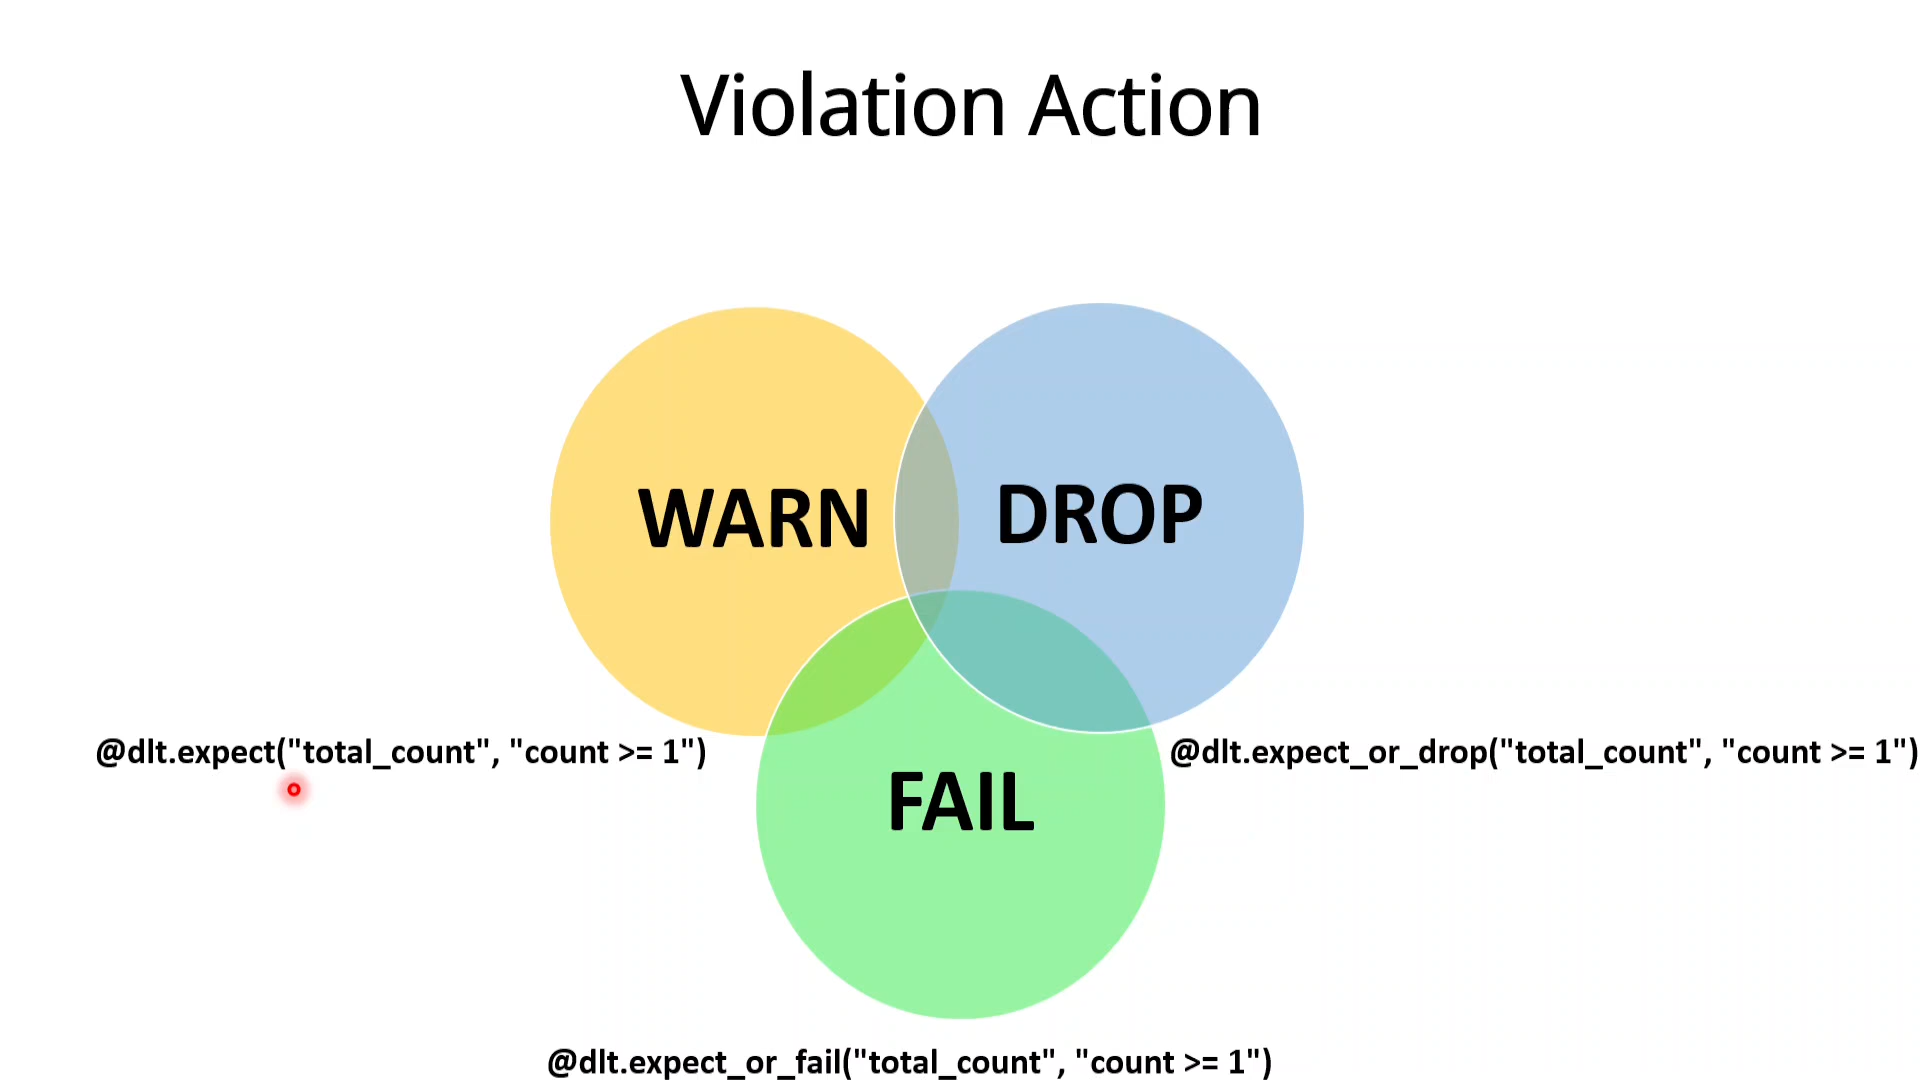 Violation Action
WARN
DROP
@dlt.expect("total_count", "count >= 1")
@dlt.expect_or_drop("total_count", "count >= 1")
FAIL
@dlt.expect_or_fail("total_count", "count >= 1")